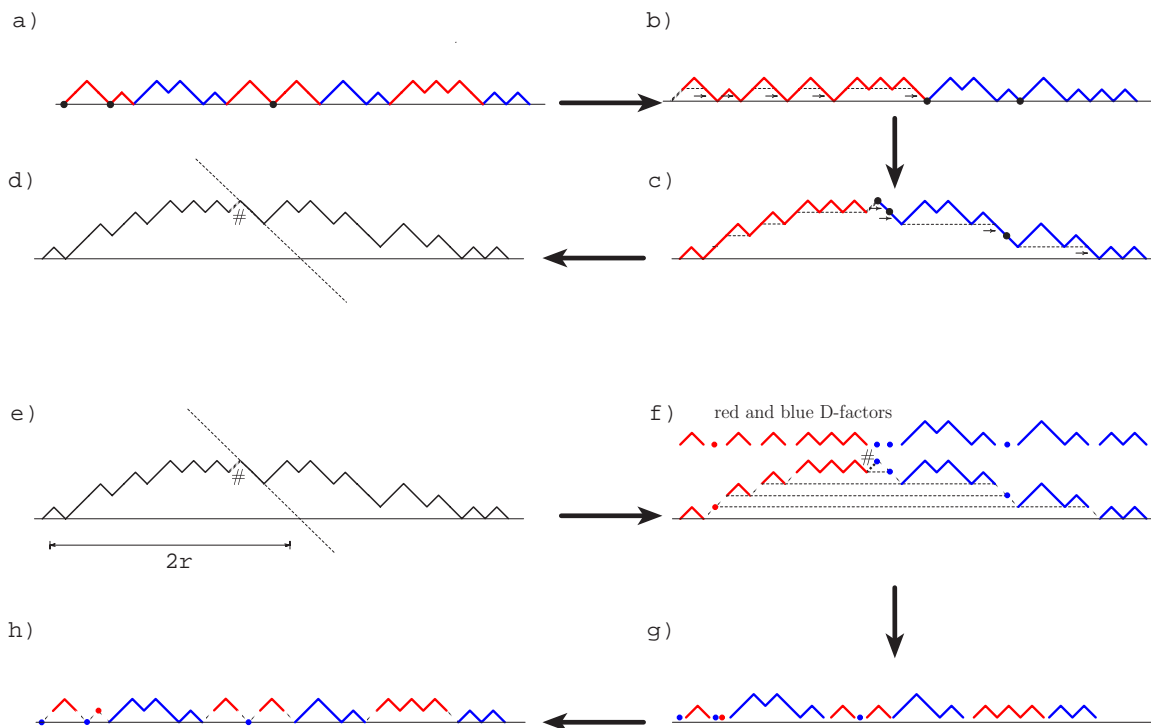 a)
b)
d)
c)
#
e)
f)
red and blue D-factors
#
#
2r
h)
g)